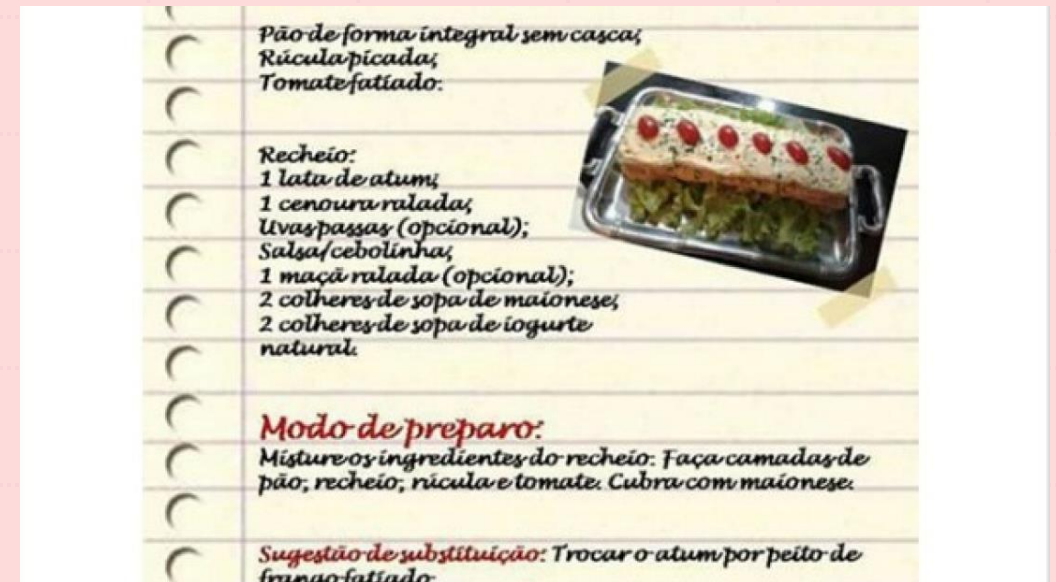 Pão de forma integral sem casca;
Rúcula picada;
Tomate fatiado.
Recheio:
1 lata de atum;
1 cenoura ralada;
Uvas passas (opcional);
Salsa/cebolinha;
1 maçã ralada (opcional);
2 colheres de sopa de maionese;
2 colheres de sopa de iogurte
natural.
Modo de preparo:
Misture os ingredientes do recheio. Faça camadas de
pão, recheio, rúcula e tomate. Cubra com maionese.
Sugestão de substituição: Trocar o atum por peito de
frango fatiado